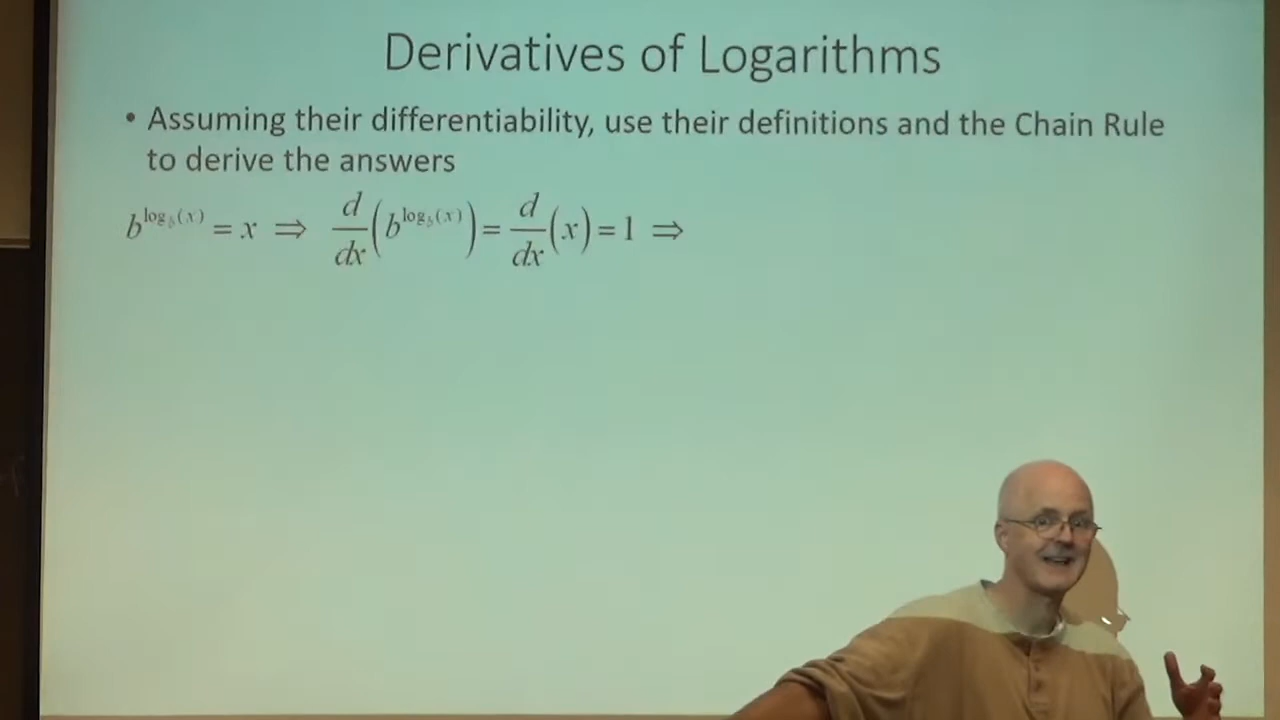 Derivatives of Logarithms
• Assuming their differentiability, use their definitions and the Chain Rule
to derive the answers
b^{log_b(x)} = x ⇒ d/dx (b^{log_b(x)}) = d/dx (x) = 1 ⇒